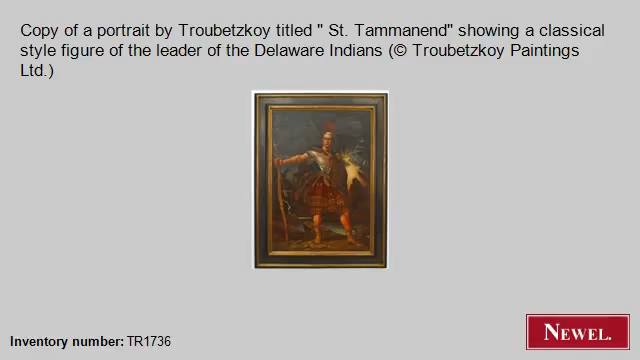 Copy of a portrait by Troubetzkoy titled " St. Tammanend" showing a classical
style figure of the leader of the Delaware Indians (© Troubetzkoy Paintings
Ltd.)
Inventory number: TR1736
NEWEL.